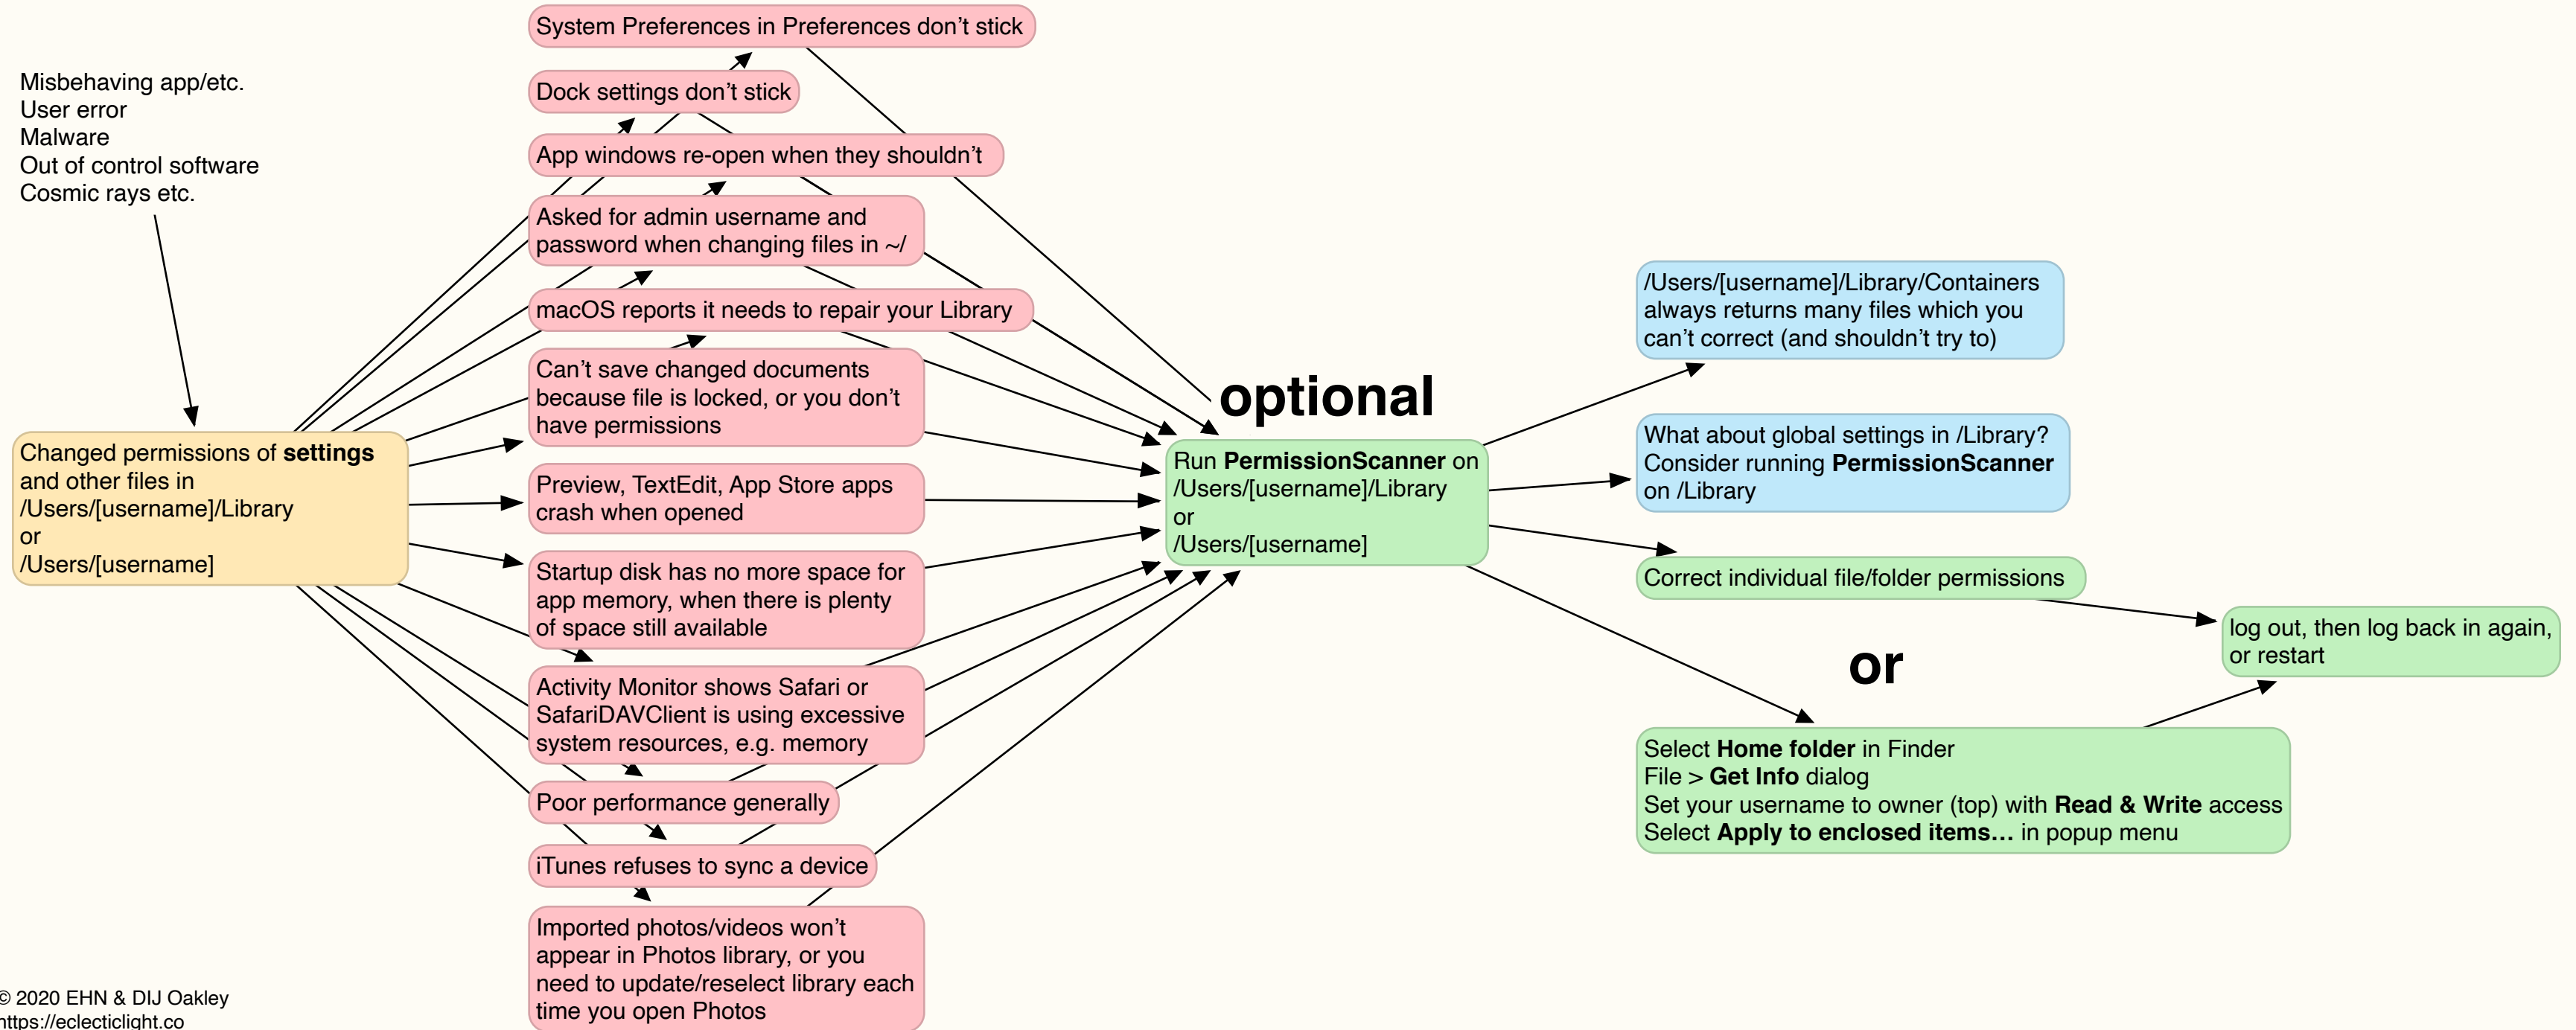 System Preferences in Preferences don’t stick
Dock settings don’t stick
App windows re-open when they shouldn’t
Asked for admin username and
password when changing files in ~/
macOS reports it needs to repair your Library
Can’t save changed documents
because file is locked, or you don’t
have permissions
Preview, TextEdit, App Store apps
crash when opened
Startup disk has no more space for
app memory, when there is plenty
of space still available
Activity Monitor shows Safari or
SafariDAVClient is using excessive
system resources, e.g. memory
Poor performance generally
iTunes refuses to sync a device
Imported photos/videos won’t
appear in Photos library, or you
need to update/reselect library each
time you open Photos
Misbehaving app/etc.
User error
Malware
Out of control software
Cosmic rays etc.
Changed permissions of settings
and other files in
/Users/[username]/Library
or
/Users/[username]
optional
Run PermissionScanner on
/Users/[username]/Library
or
/Users/[username]
/Users/[username]/Library/Containers
always returns many files which you
can’t correct (and shouldn’t try to)
What about global settings in /Library?
Consider running PermissionScanner
on /Library
Correct individual file/folder permissions
or
Select Home folder in Finder
File > Get Info dialog
Set your username to owner (top) with Read & Write access
Select Apply to enclosed items… in popup menu
log out, then log back in again,
or restart
© 2020 EHN & DIJ Oakley
https://eclecticlight.co